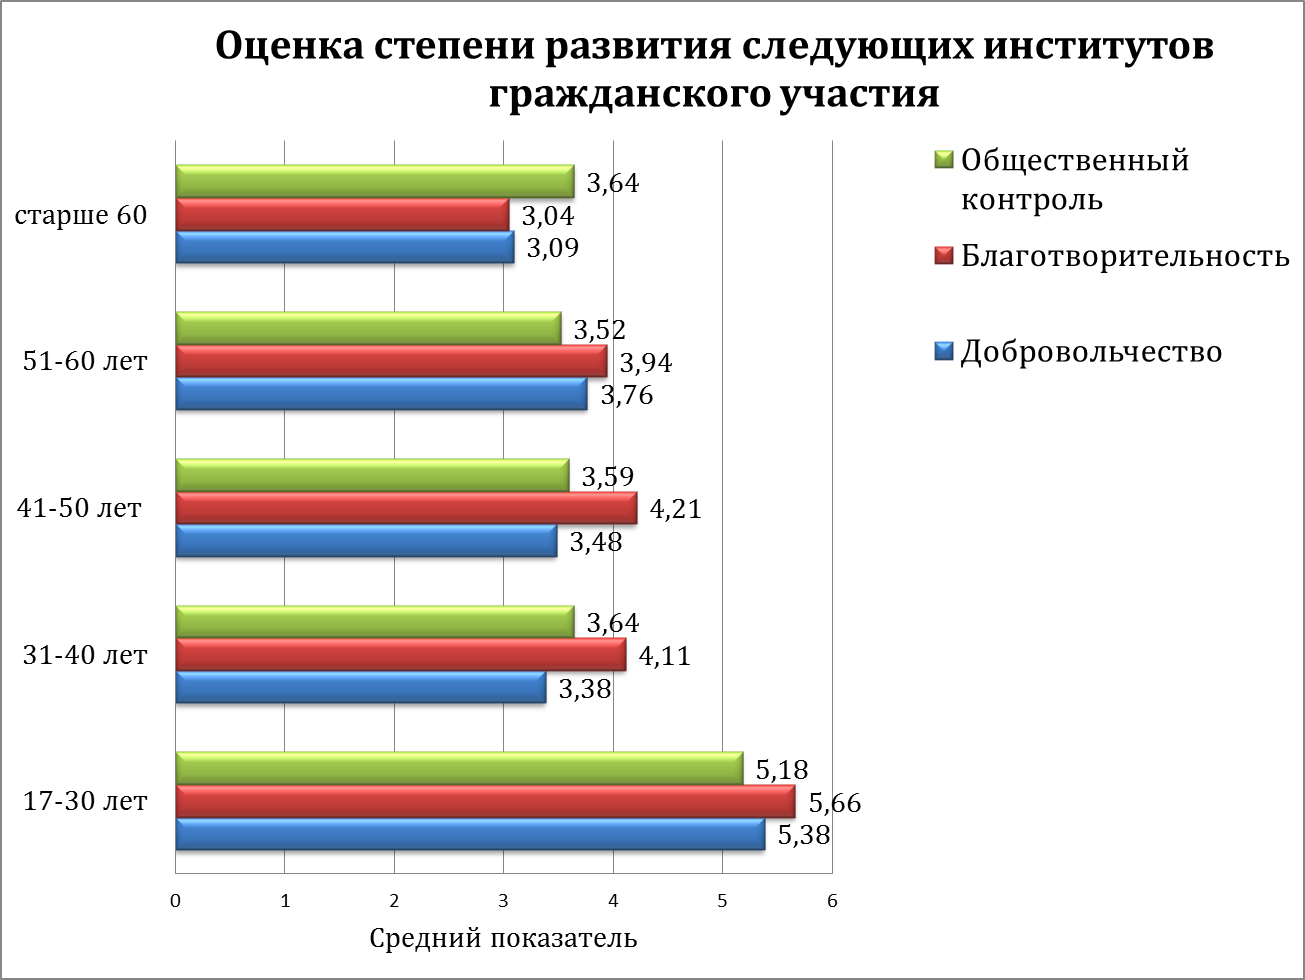 Оценка степени развития следующих институтов
гражданского участия
старше 60
3,64
3,04
3,09
51-60 лет
3,52
3,94
3,76
41-50 лет
3,59
4,21
3,48
31-40 лет
3,64
4,11
3,38
17-30 лет
5,18
5,66
5,38
0 1 2 3 4 5 6
Средний показатель
Общественный
контроль
Благотворительность
Добровольчество